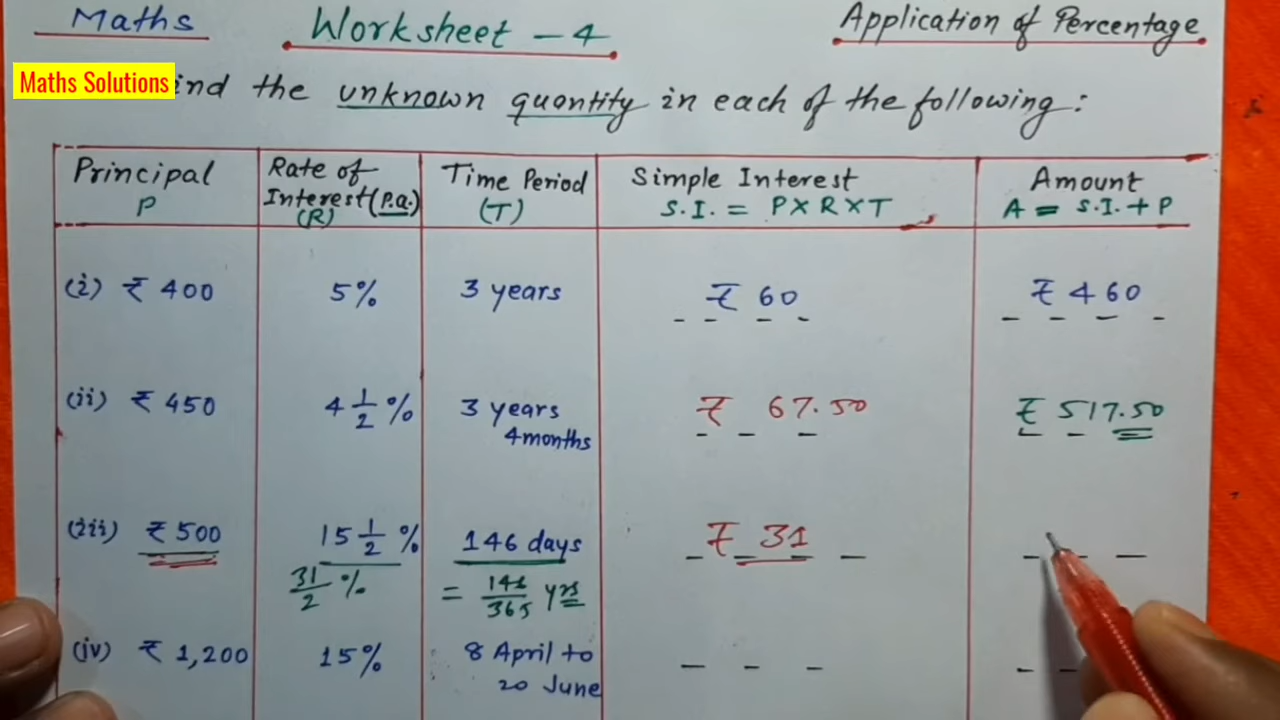 Maths Worksheet - 4 Application of Percentage
Maths Solutions
ind the unknown quantity in each of the following :
Principal P
Rate of Interest (p.a.) (R)
Time Period (T)
Simple Interest S.I. = P X R X T
Amount A = S.I. + P
(i) ₹ 400 5% 3 years ₹ 60 ₹ 460
(ii) ₹ 450 4 1/2 % 3 years ₹ 67.50 ₹ 517.50
4months
(iii) ₹ 500 15 1/2 % 146 days ₹ 31
31/2 % = 146/365 yrs
(iv) ₹ 1,200 15% 8 April to
20 June